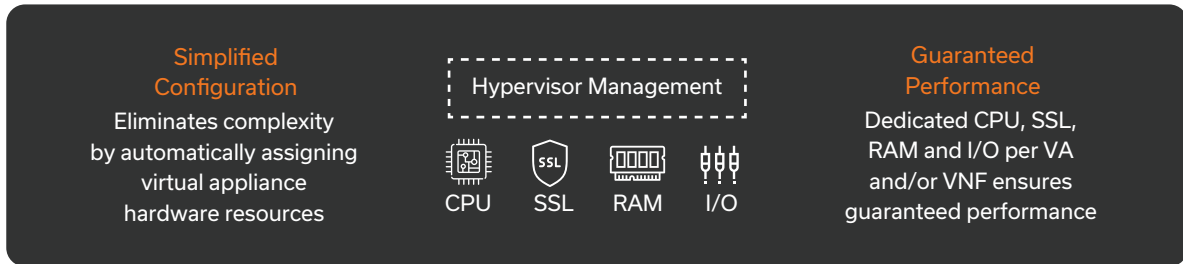 Simplified
Configuration
Eliminates complexity
by automatically assigning
virtual appliance
hardware resources
Hypervisor Management
SSL
CPU
SSL
RAM
I/O
Guaranteed
Performance
Dedicated CPU, SSL,
RAM and I/O per VA
and/or VNF ensures
guaranteed performance